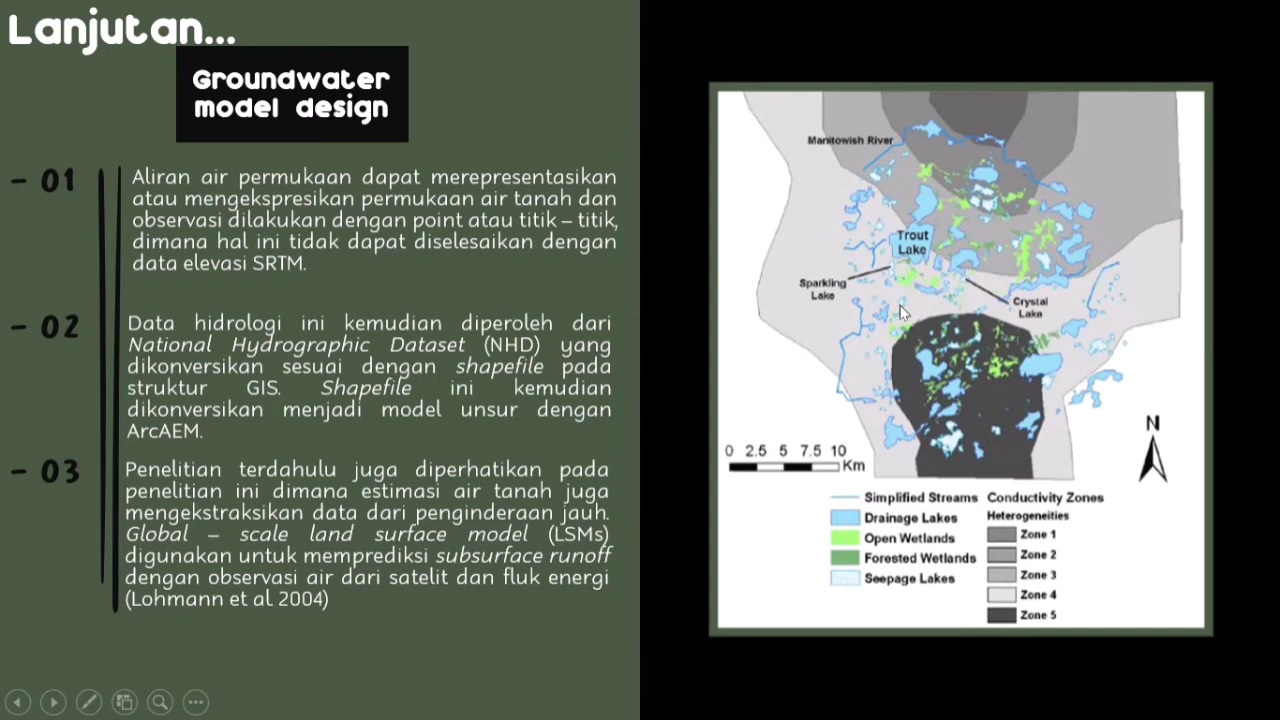 Lanjutan...
Groundwater
model design
- 01
Aliran air permukaan dapat merepresentasikan
atau mengekspresikan permukaan air tanah dan
observasi dilakukan dengan point atau titik – titik,
dimana hal ini tidak dapat diselesaikan dengan
data elevasi SRTM.
- 02
Data hidrologi ini kemudian diperoleh dari
National Hydrographic Dataset (NHD) yang
dikonversikan sesuai dengan shapefile pada
struktur GIS. Shapefile ini kemudian
dikonversikan menjadi model unsur dengan
ArcAEM.
- 03
Penelitian terdahulu juga diperhatikan pada
penelitian ini dimana estimasi air tanah juga
mengekstraksikan data dari penginderaan jauh.
Global – scale land surface model (LSMs)
digunakan untuk memprediksi subsurface runoff
dengan observasi air dari satelit dan fluk energi
(Lohmann et al 2004)
Manitowish River
Trout
Lake
Sparkling
Lake
Crystal
Lake
N
0 2.5 5 7.5 10
Km
Simplified Streams
Drainage Lakes
Open Wetlands
Forested Wetlands
Seepage Lakes
Conductivity Zones
Heterogeneities
Zone 1
Zone 2
Zone 3
Zone 4
Zone 5